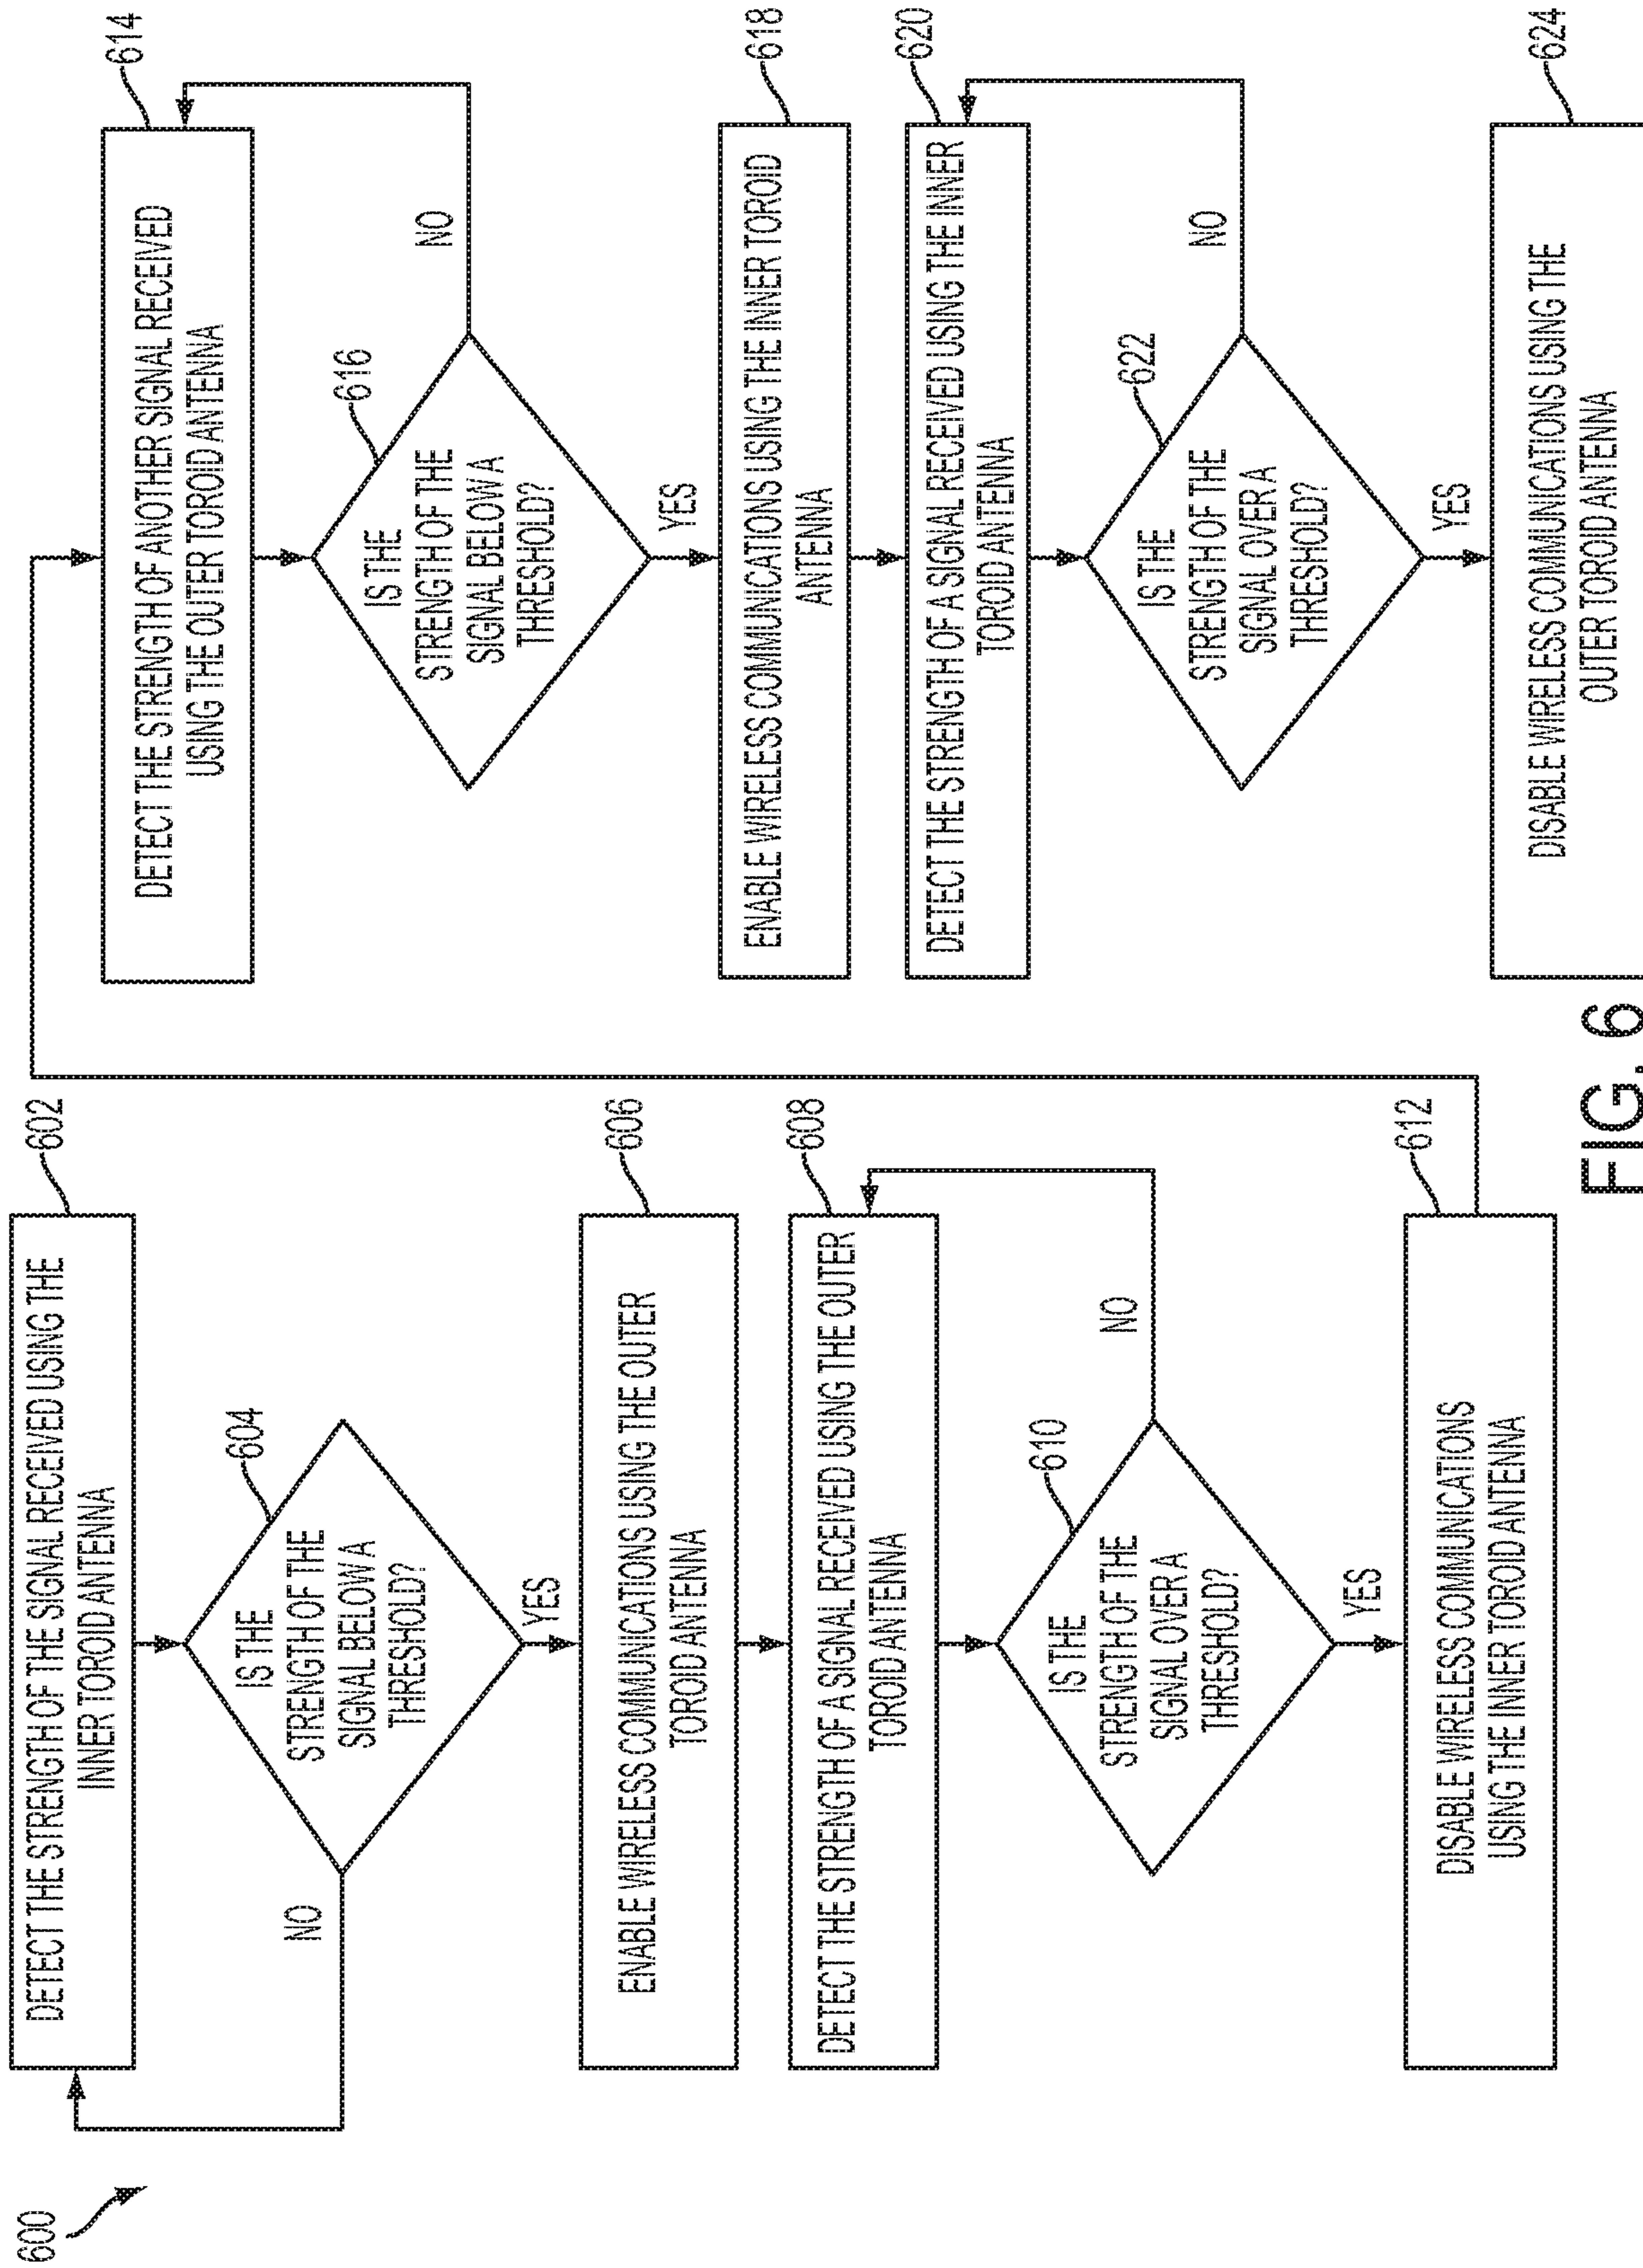 600
602
DETECT THE STRENGTH OF THE SIGNAL RECEIVED USING THE
INNER TOROID ANTENNA
604
IS THE
STRENGTH OF THE
SIGNAL BELOW A
THRESHOLD?
NO
YES
606
ENABLE WIRELESS COMMUNICATIONS USING THE OUTER
TOROID ANTENNA
608
DETECT THE STRENGTH OF A SIGNAL RECEIVED USING THE OUTER
TOROID ANTENNA
610
IS THE
STRENGTH OF THE
SIGNAL OVER A
THRESHOLD?
NO
YES
612
DISABLE WIRELESS COMMUNICATIONS
USING THE INNER TOROID ANTENNA
614
DETECT THE STRENGTH OF ANOTHER SIGNAL RECEIVED
USING THE OUTER TOROID ANTENNA
616
IS THE
STRENGTH OF THE
SIGNAL BELOW A
THRESHOLD?
NO
YES
618
ENABLE WIRELESS COMMUNICATIONS USING THE INNER TOROID
ANTENNA
620
DETECT THE STRENGTH OF A SIGNAL RECEIVED USING THE INNER
TOROID ANTENNA
622
IS THE
STRENGTH OF THE
SIGNAL OVER A
THRESHOLD?
NO
YES
624
DISABLE WIRELESS COMMUNICATIONS USING THE
OUTER TOROID ANTENNA
FIG. 6